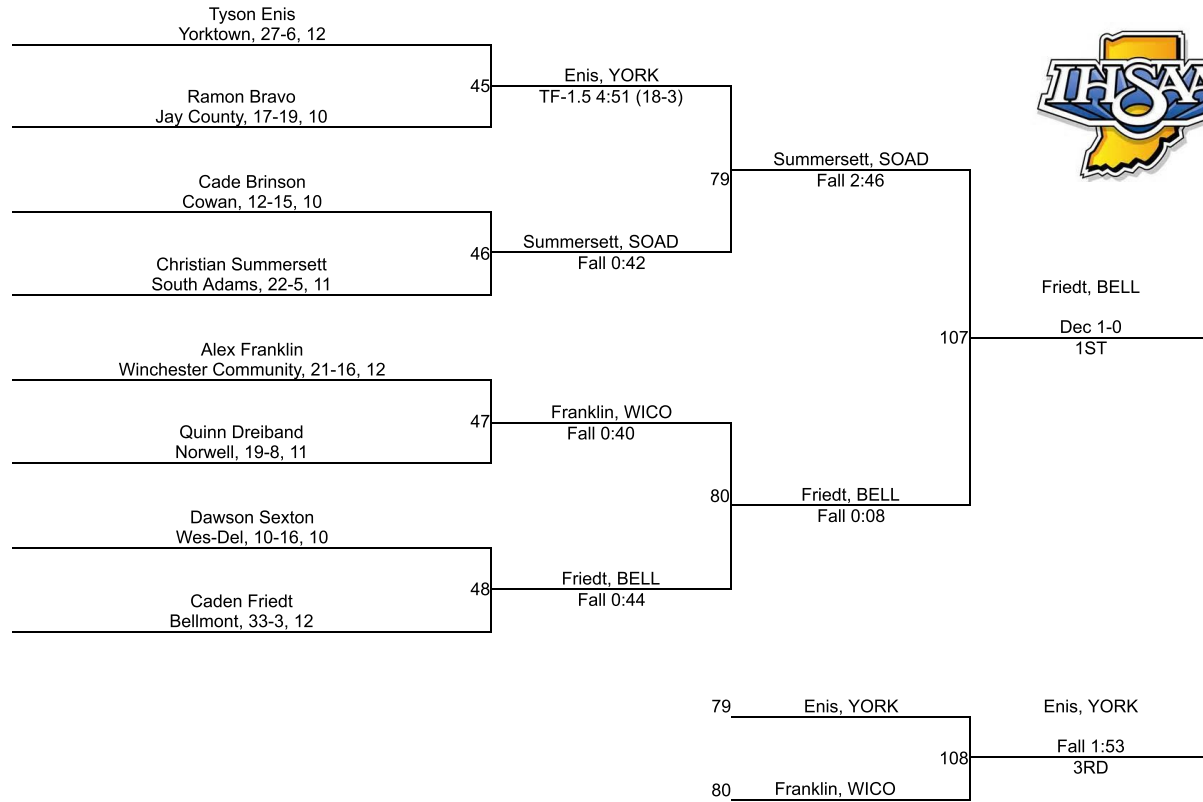 Tyson Enis
Yorktown, 27-6, 12
45
Ramon Bravo
Jay County, 17-19, 10
Enis, YORK
TF-1.5 4:51 (18-3)
Cade Brinson
Cowan, 12-15, 10
46
Christian Summersett
South Adams, 22-5, 11
Summersett, SOAD
Fall 0:42
79
Summersett, SOAD
Fall 2:46
Alex Franklin
Winchester Community, 21-16, 12
47
Quinn Dreiband
Norwell, 19-8, 11
Franklin, WICO
Fall 0:40
Dawson Sexton
Wes-Del, 10-16, 10
48
Caden Friedt
Bellmont, 33-3, 12
Friedt, BELL
Fall 0:44
80
Friedt, BELL
Fall 0:08
107
Friedt, BELL
Dec 1-0
1ST
79
Enis, YORK
80
Franklin, WICO
108
Enis, YORK
Fall 1:53
3RD
IHSAA